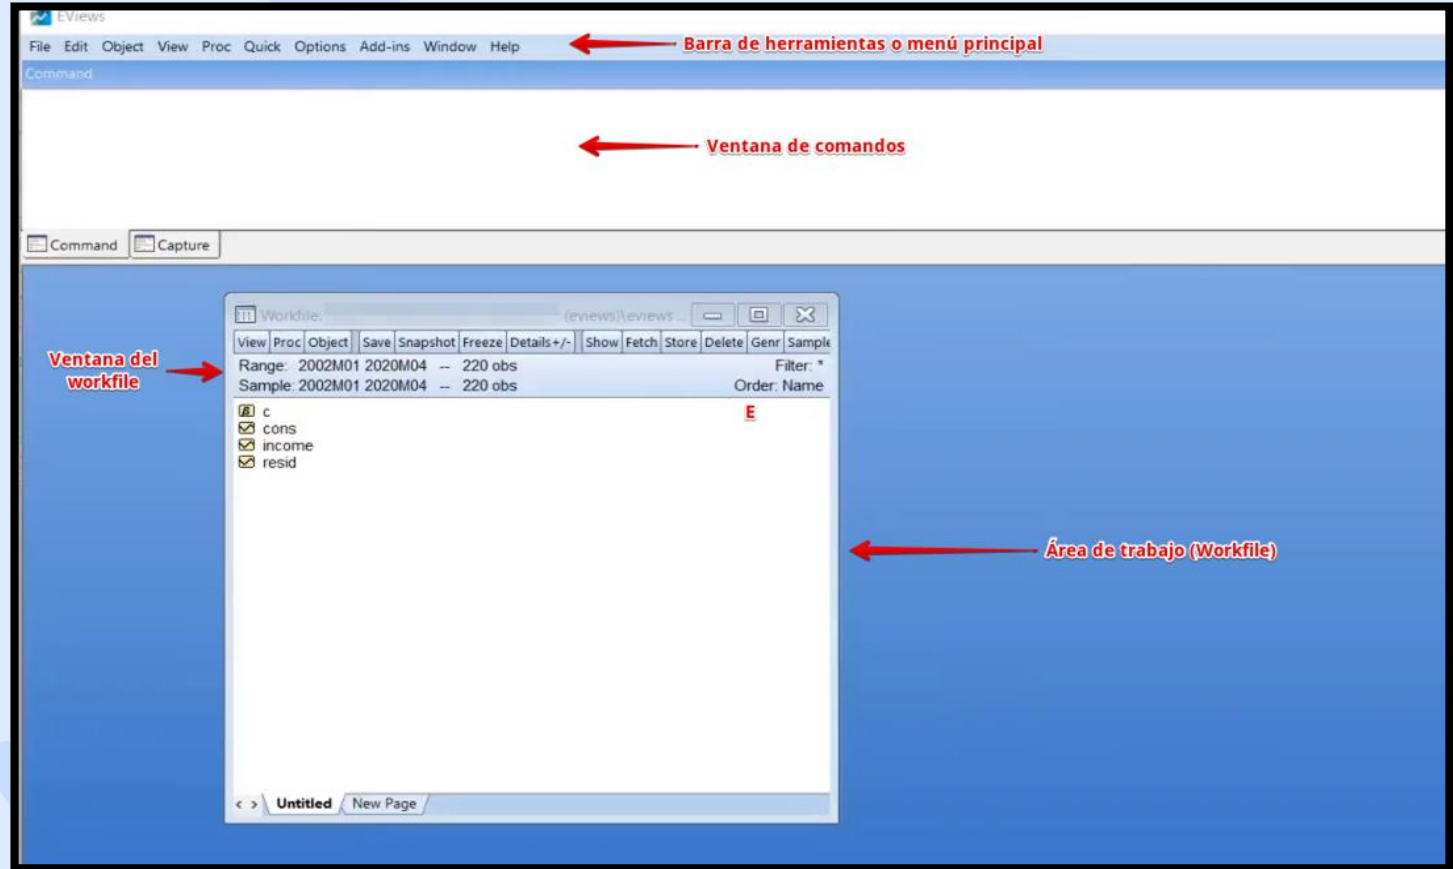 EViews
File Edit Object View Proc Quick Options Add-ins Window Help
Barra de herramientas o menú principal
Command
Ventana de comandos
Command Capture
Workfile: (eviews)\eviews ...
View Proc Object Save Snapshot Freeze Details+/- Show Fetch Store Delete Genr Sample
Ventana del
workfile
Range: 2002M01 2020M04 -- 220 obs Filter: *
Sample: 2002M01 2020M04 -- 220 obs Order: Name
c
E
cons
income
resid
Área de trabajo (Workfile)
< > Untitled New Page